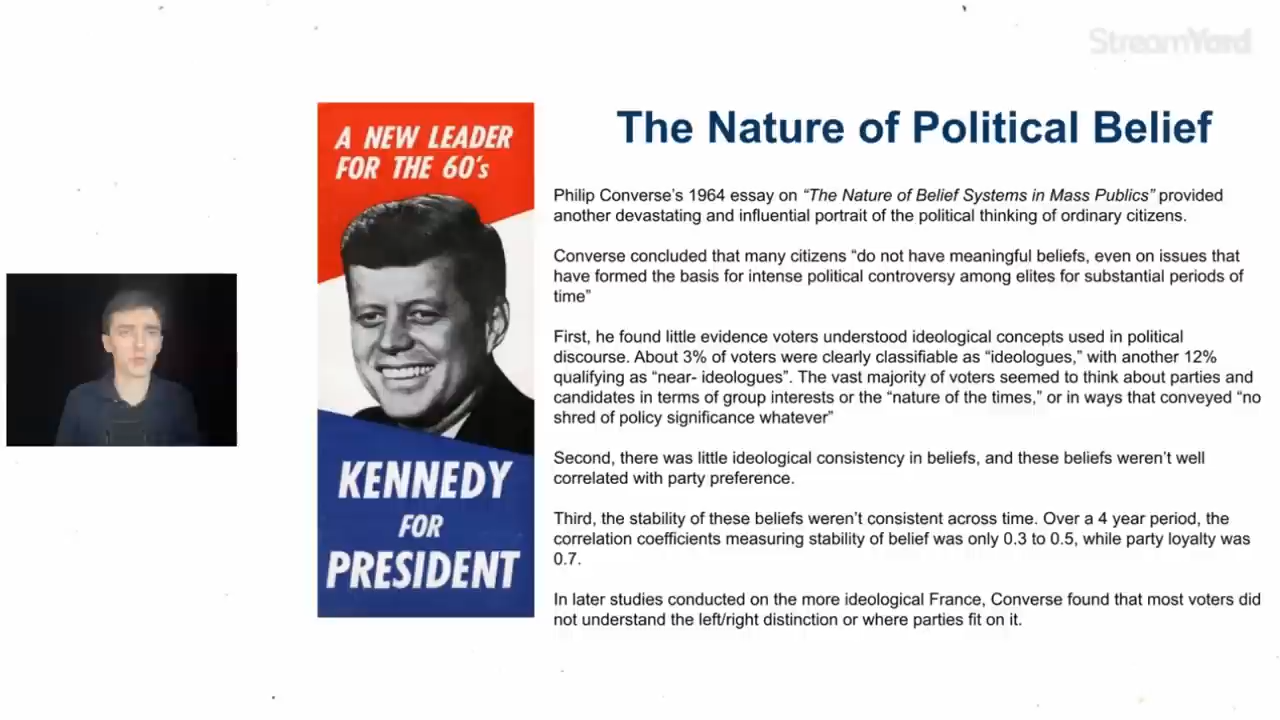 StreamYard
A NEW LEADER
FOR THE 60's
KENNEDY
FOR
PRESIDENT
The Nature of Political Belief
Philip Converse's 1964 essay on “The Nature of Belief Systems in Mass Publics” provided
another devastating and influential portrait of the political thinking of ordinary citizens.
Converse concluded that many citizens “do not have meaningful beliefs, even on issues that
have formed the basis for intense political controversy among elites for substantial periods of
time”
First, he found little evidence voters understood ideological concepts used in political
discourse. About 3% of voters were clearly classifiable as “ideologues,” with another 12%
qualifying as “near- ideologues”. The vast majority of voters seemed to think about parties and
candidates in terms of group interests or the “nature of the times,” or in ways that conveyed “no
shred of policy significance whatever”
Second, there was little ideological consistency in beliefs, and these beliefs weren't well
correlated with party preference.
Third, the stability of these beliefs weren't consistent across time. Over a 4 year period, the
correlation coefficients measuring stability of belief was only 0.3 to 0.5, while party loyalty was
0.7.
In later studies conducted on the more ideological France, Converse found that most voters did
not understand the left/right distinction or where parties fit on it.